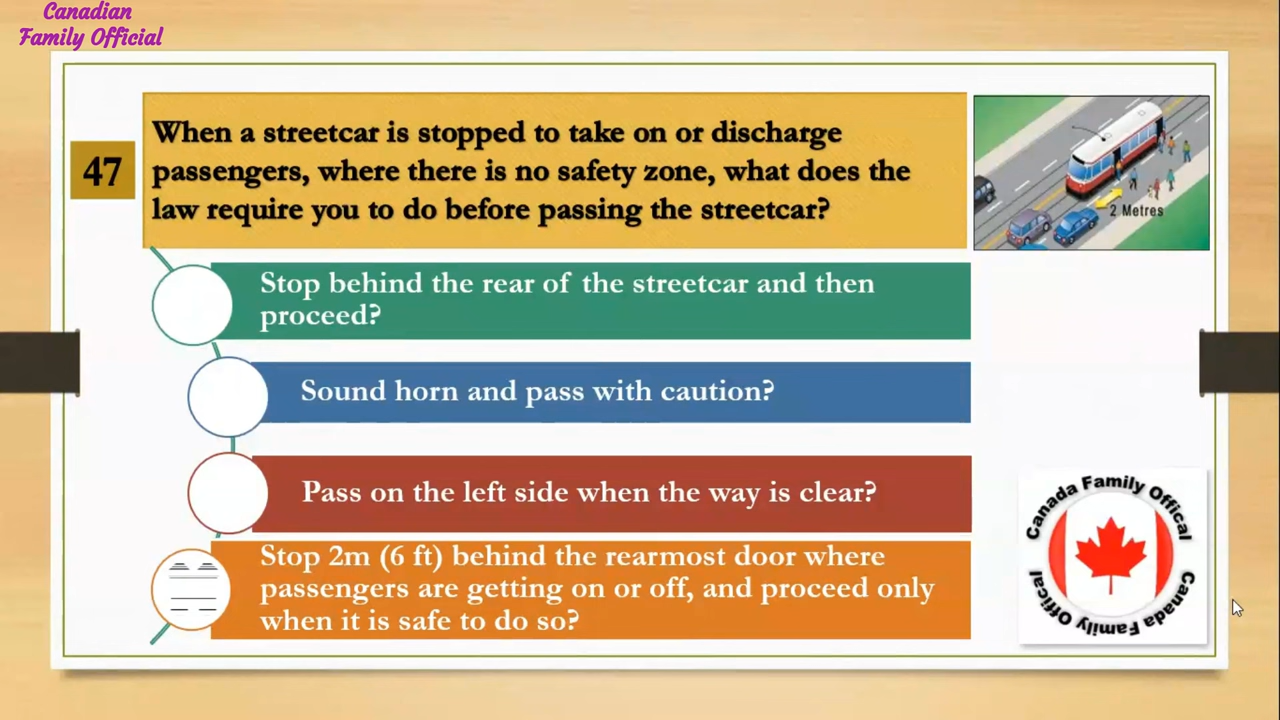 Canadian
Family Official
47
When a streetcar is stopped to take on or discharge
passengers, where there is no safety zone, what does the
law require you to do before passing the streetcar?
2 Metres
Stop behind the rear of the streetcar and then
proceed?
Sound horn and pass with caution?
Pass on the left side when the way is clear?
Stop 2m (6 ft) behind the rearmost door where
passengers are getting on or off, and proceed only
when it is safe to do so?
Canada Family Offical
Canada Family Offical